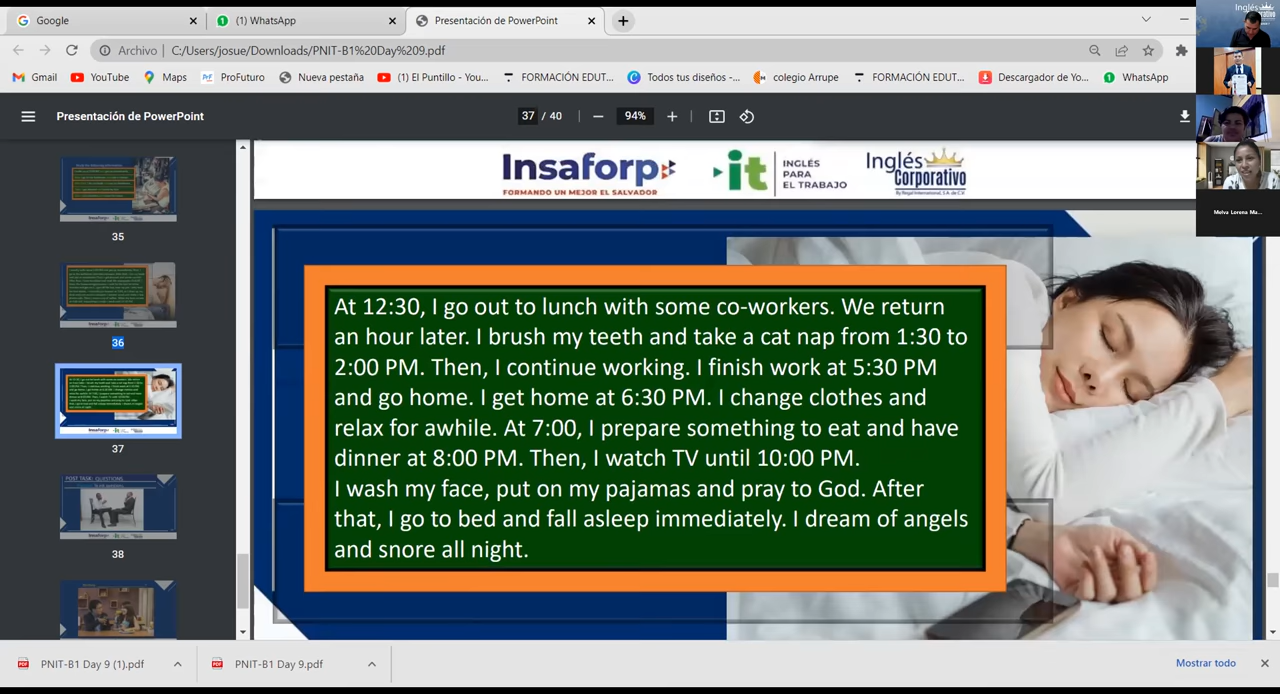 Google
(1) WhatsApp
Presentación de PowerPoint
Archivo
C:/Users/josue/Downloads/PNIT-B1%20Day%209.pdf
Gmail
YouTube
Maps
ProFuturo
Nueva pestaña
(1) El Puntillo - You...
FORMACIÓN EDUT...
Todos tus diseños -...
colegio Arrupe
FORMACIÓN EDUT...
Descargador de Yo...
WhatsApp
Presentación de PowerPoint
37 / 40
94%
Insaforp
FORMANDO UN MEJOR EL SALVADOR
it
INGLÉS
PARA
EL TRABAJO
Inglés
Corporativo
35
36
37
POST TASK: QUESTIONS.
38
At 12:30, I go out to lunch with some co-workers. We return
an hour later. I brush my teeth and take a cat nap from 1:30 to
2:00 PM. Then, I continue working. I finish work at 5:30 PM
and go home. I get home at 6:30 PM. I change clothes and
relax for awhile. At 7:00, I prepare something to eat and have
dinner at 8:00 PM. Then, I watch TV until 10:00 PM.
I wash my face, put on my pajamas and pray to God. After
that, I go to bed and fall asleep immediately. I dream of angels
and snore all night.
Inglés
Corporativo
Melva Lorena Ma...
PNIT-B1 Day 9 (1).pdf
PNIT-B1 Day 9.pdf
Mostrar todo